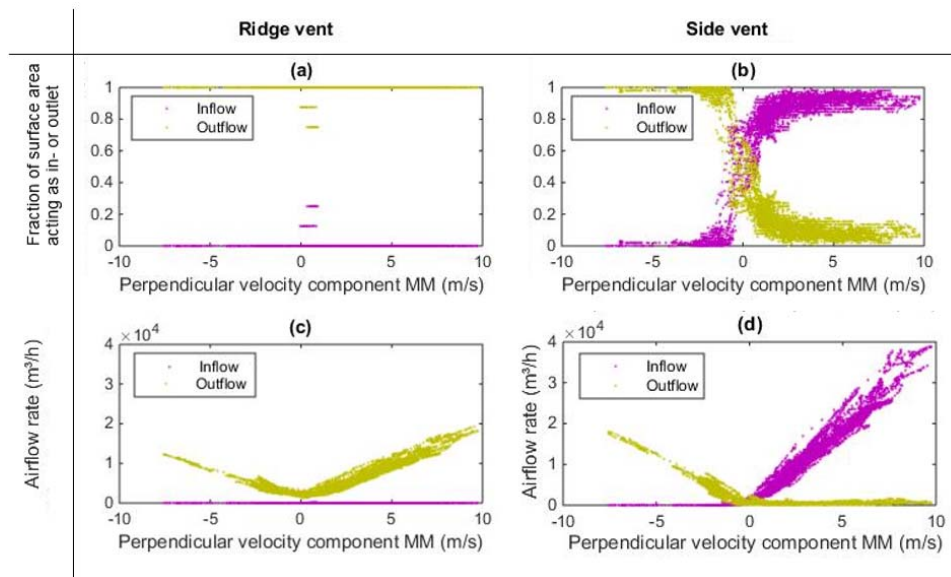 Ridge vent
Side vent
Fraction of surface area
acting as in- or outlet
(a)
1
0.8
0.6
0.4
0.2
0
Inflow
Outflow
-10 -5 0 5 10
Perpendicular velocity component MM (m/s)
(b)
1
0.8
0.6
0.4
0.2
0
Inflow
Outflow
-10 -5 0 5 10
Perpendicular velocity component MM (m/s)
Airflow rate (m³/h)
(c)
× 10⁴
4
3
2
1
0
Inflow
Outflow
-10 -5 0 5 10
Perpendicular velocity component MM (m/s)
(d)
Airflow rate (m³/h)
× 10⁴
4
3
2
1
0
Inflow
Outflow
-10 -5 0 5 10
Perpendicular velocity component MM (m/s)